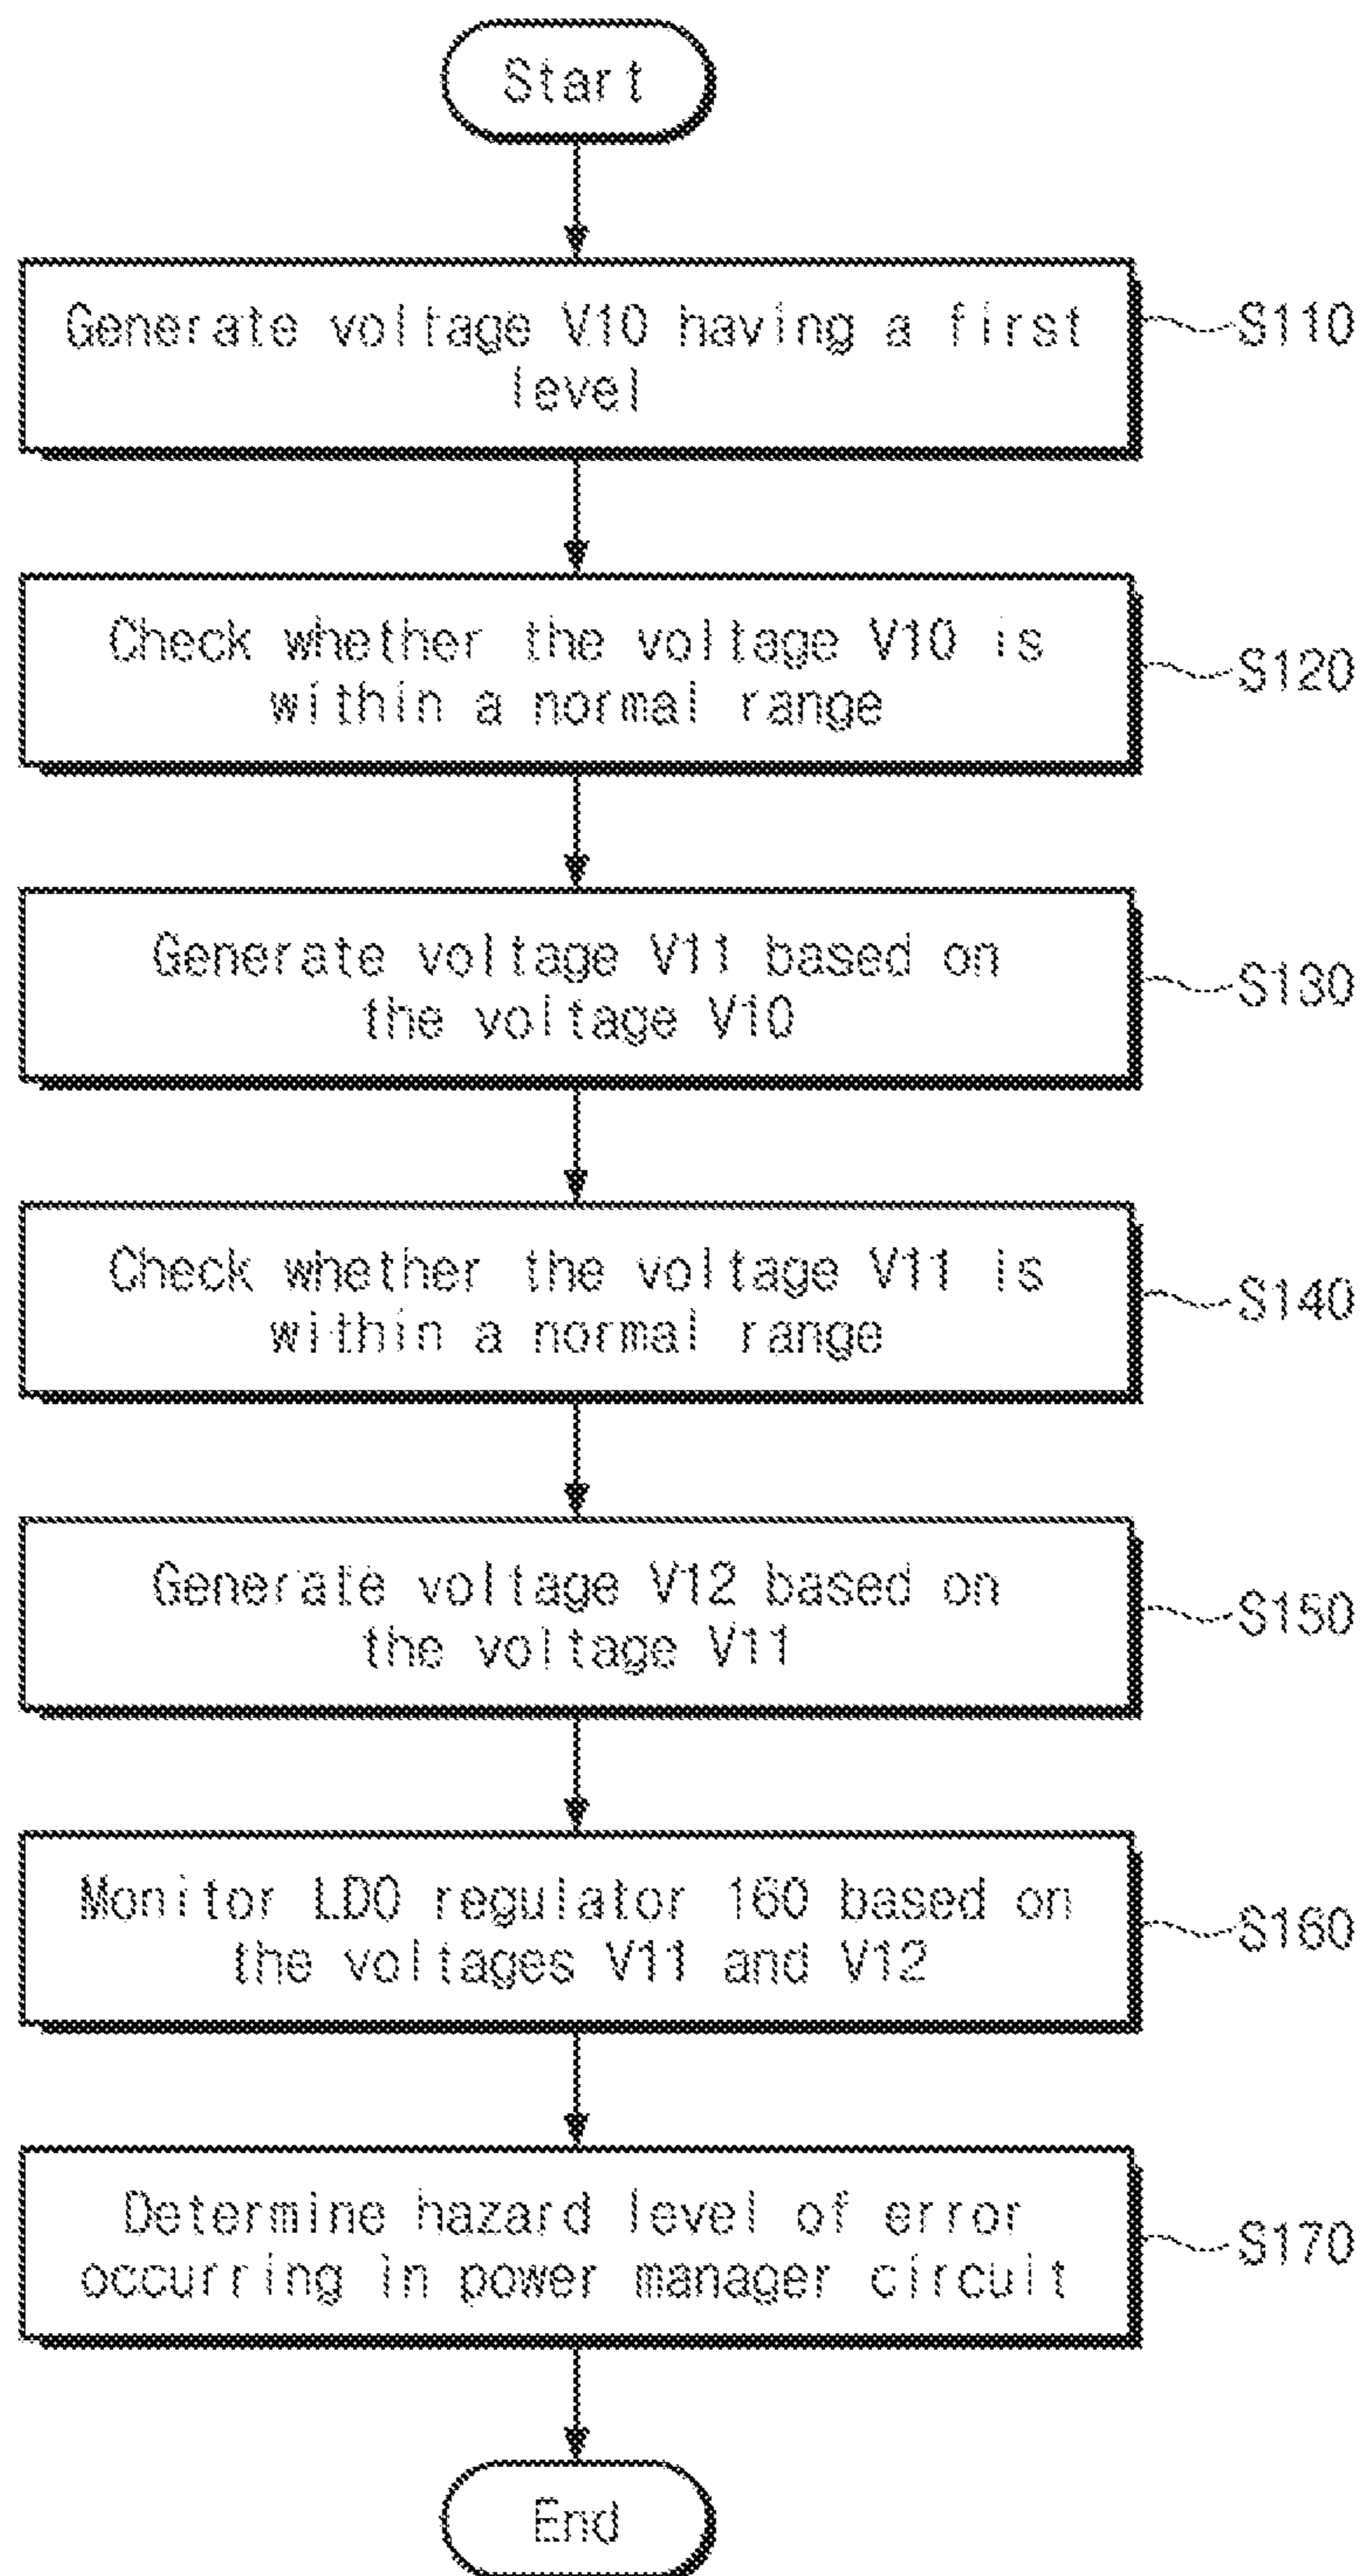 Start
Generate voltage V10 having a first
level
S110
Check whether the voltage V10 is
within a normal range
S120
Generate voltage V11 based on
the voltage V10
S130
Check whether the voltage V11 is
within a normal range
S140
Generate voltage V12 based on
the voltage V11
S150
Monitor LDO regulator 160 based on
the voltages V11 and V12
S160
Determine hazard level of error
occurring in power manager circuit
S170
End